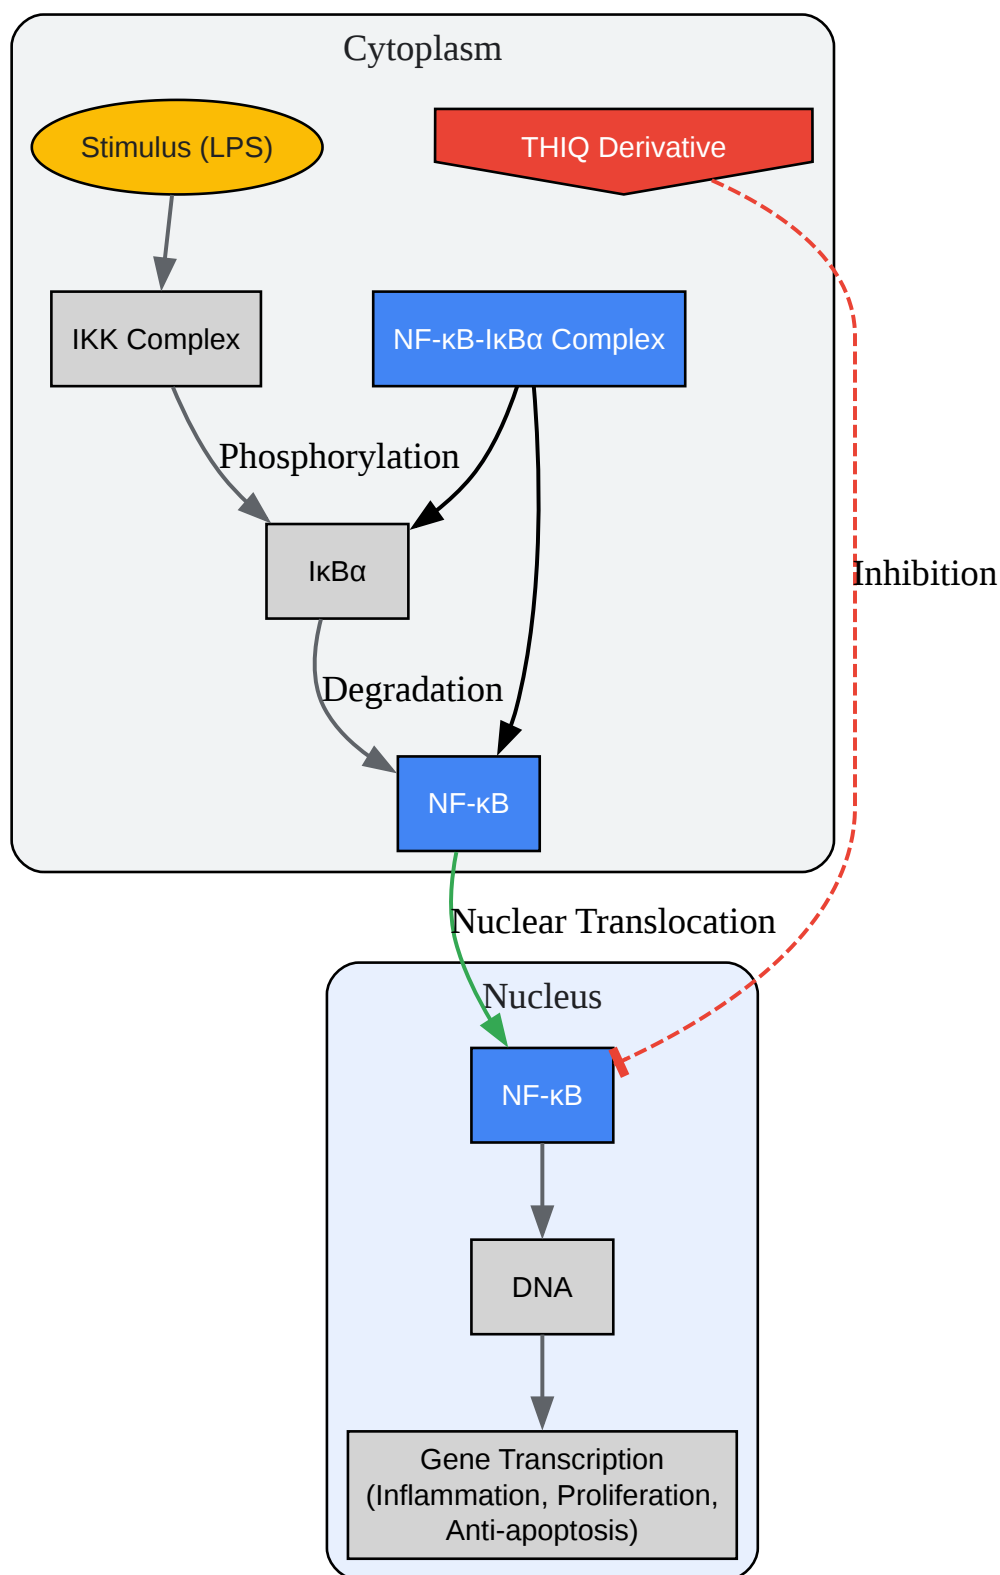 Cytoplasm
Stimulus (LPS)
THIQ Derivative
IKK Complex
NF-κB-IκBα Complex
Phosphorylation
IκBα
Inhibition
Degradation
NF-κB
Nuclear Translocation
Nucleus
NF-κB
DNA
Gene Transcription
(Inflammation, Proliferation,
Anti-apoptosis)